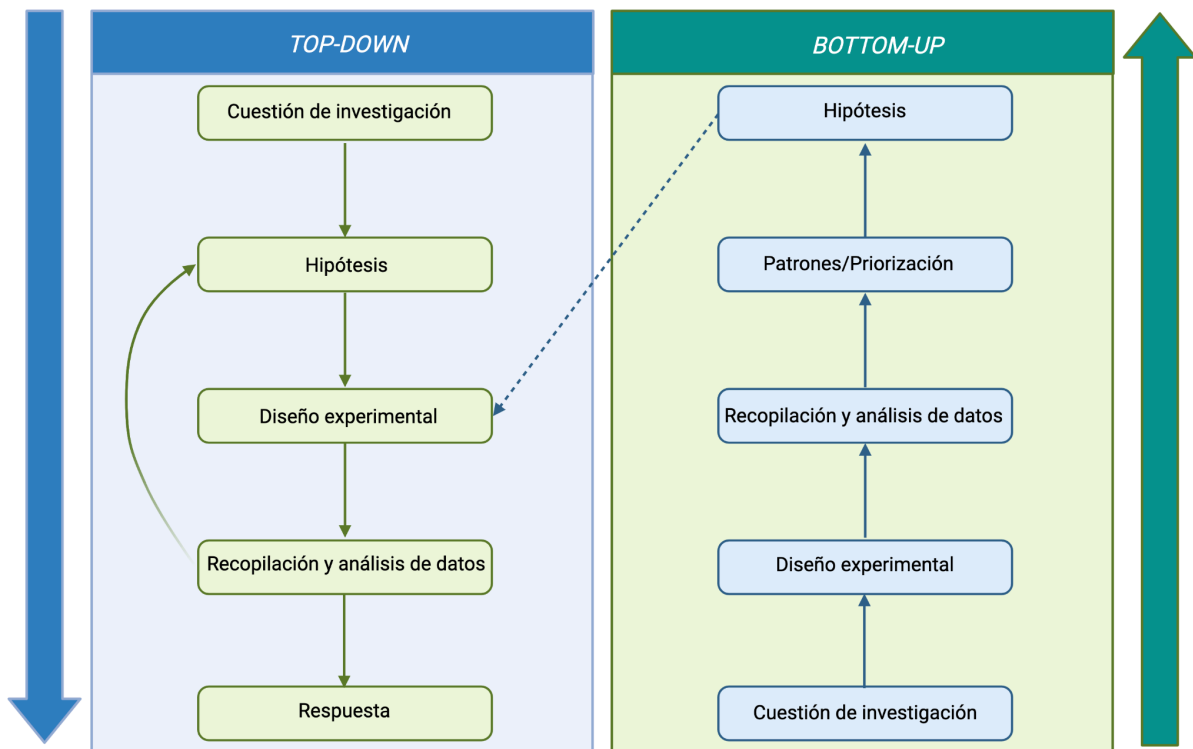 TOP-DOWN
Cuestión de investigación
Hipótesis
Diseño experimental
Recopilación y análisis de datos
Respuesta
BOTTOM-UP
Hipótesis
Patrones/Priorización
Recopilación y análisis de datos
Diseño experimental
Cuestión de investigación